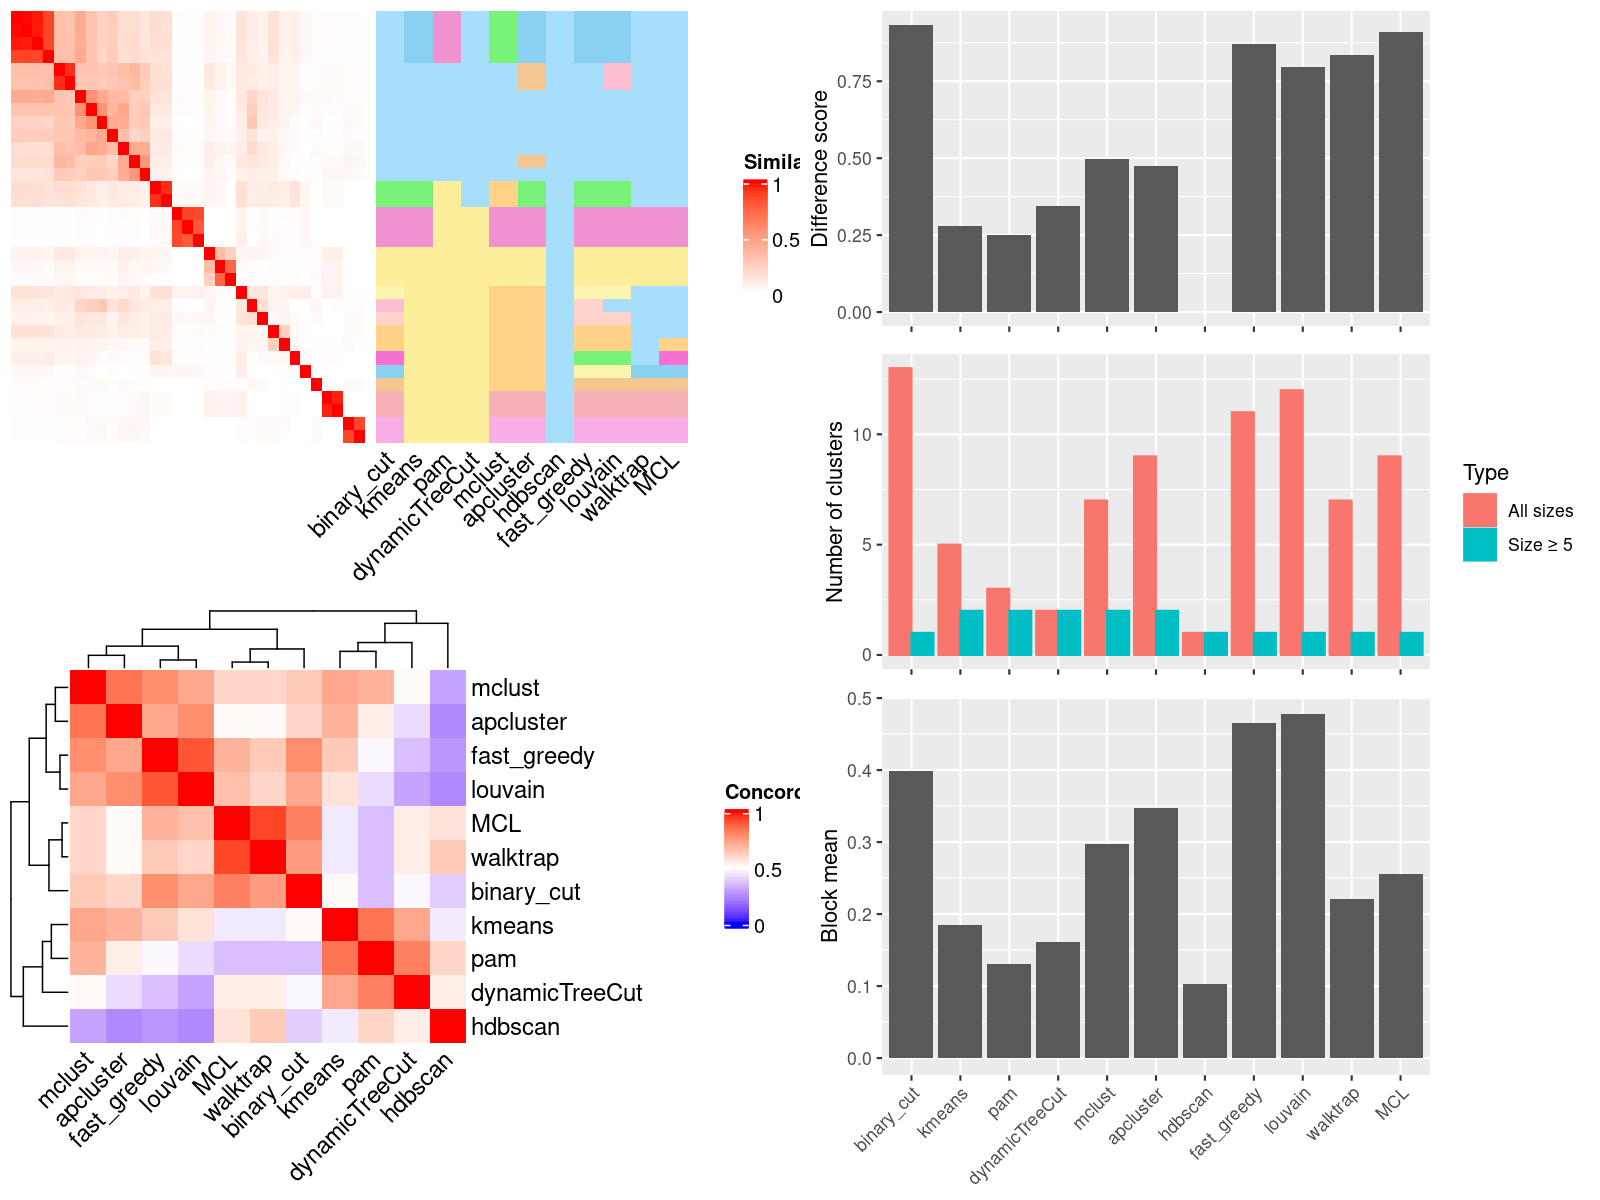 Simila
1
0.5
0
binary_cut
kmeans
pam
dynamicTreeCut
mclust
apcluster
hdbscan
fast_greedy
louvain
walktrap
MCL
mclust
apcluster
fast_greedy
louvain
MCL
walktrap
binary_cut
kmeans
pam
dynamicTreeCut
hdbscan
Concord
1
0.5
0
mclust
apcluster
fast_greedy
louvain
MCL
walktrap
binary_cut
kmeans
pam
dynamicTreeCut
hdbscan
Difference score
0.75
0.50
0.25
0.00
Number of clusters
10
5
0
Type
All sizes
Size ≥ 5
Block mean
0.5
0.4
0.3
0.2
0.1
0.0
binary_cut
kmeans
pam
dynamicTreeCut
mclust
apcluster
hdbscan
fast_greedy
louvain
walktrap
MCL